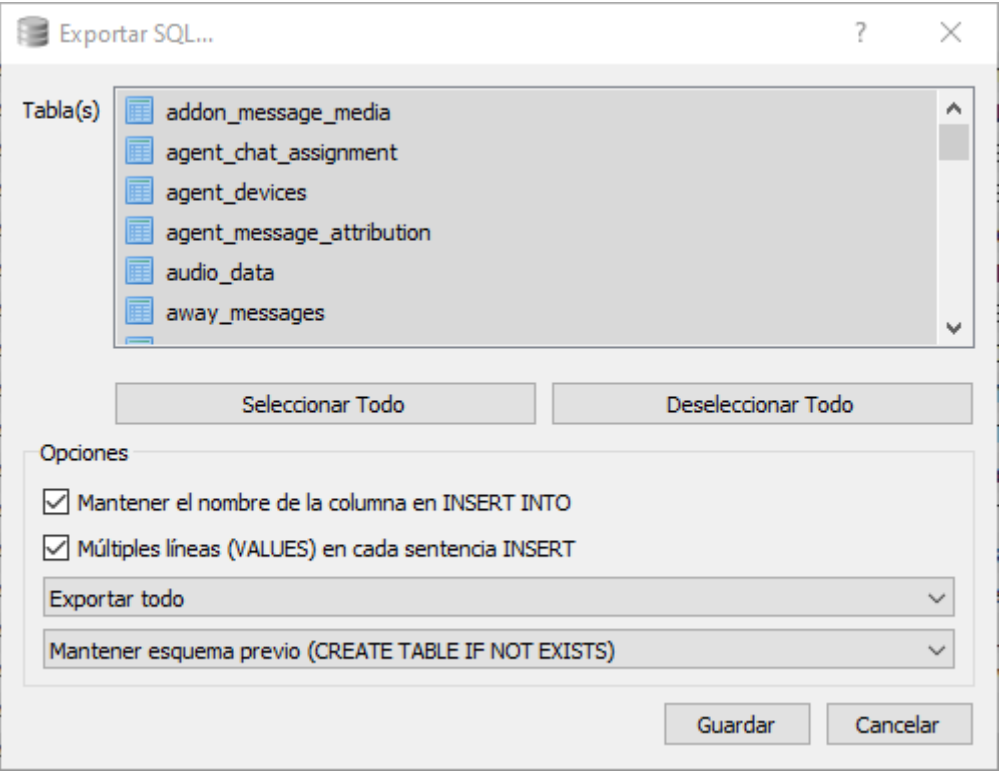 Exportar SQL...
Tabla(s)
addon_message_media
agent_chat_assignment
agent_devices
agent_message_attribution
audio_data
away_messages
Seleccionar Todo
Deseleccionar Todo
Opciones
Mantener el nombre de la columna en INSERT INTO
Múltiples líneas (VALUES) en cada sentencia INSERT
Exportar todo
Mantener esquema previo (CREATE TABLE IF NOT EXISTS)
Guardar
Cancelar